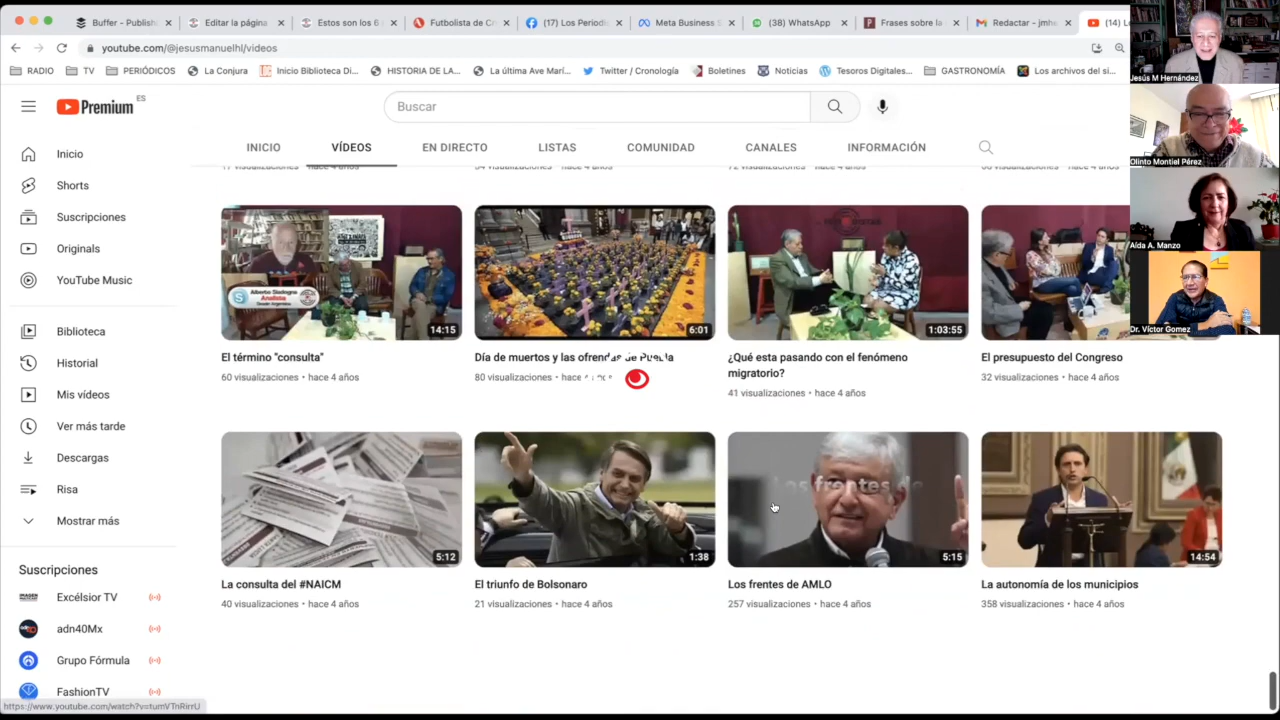 Buffer - Publish
Editar la página
Estos son los 6
Futbolista de C
(17) Los Periodi
Meta Business S
(38) WhatsApp
Frases sobre la
Redactar - jmhe
youtube.com/@jesusmanuelhl/videos
RADIO
TV
PERIÓDICOS
La Conjura
Inicio Biblioteca Di...
HISTORIA DE LA...
La última Ave Marí...
Twitter / Cronología
Boletines
Noticias
Tesoros Digitales...
GASTRONOMÍA
Los archivos del si...
Jesús M Hernández
Olinto Montiel Pérez
Aída A. Manzo
Dr. Víctor Gomez
Premium ES
Buscar
INICIO
VÍDEOS
EN DIRECTO
LISTAS
COMUNIDAD
CANALES
INFORMACIÓN
Inicio
Shorts
Suscripciones
Originals
YouTube Music
Biblioteca
Historial
Mis vídeos
Ver más tarde
Descargas
Risa
Mostrar más
Suscripciones
Excélsior TV
adn40Mx
Grupo Fórmula
FashionTV
14:15
El término "consulta"
60 visualizaciones • hace 4 años
6:01
Día de muertos y las ofrendas de Puebla
80 visualizaciones • hace
1:03:55
¿Qué esta pasando con el fenómeno
migratorio?
41 visualizaciones • hace 4 años
El presupuesto del Congreso
32 visualizaciones • hace 4 años
5:12
La consulta del #NAICM
40 visualizaciones • hace 4 años
1:38
El triunfo de Bolsonaro
21 visualizaciones • hace 4 años
Los frentes de
5:15
Los frentes de AMLO
257 visualizaciones • hace 4 años
14:54
La autonomía de los municipios
358 visualizaciones • hace 4 años
https://www.youtube.com/watch?v=tumVThRirrU